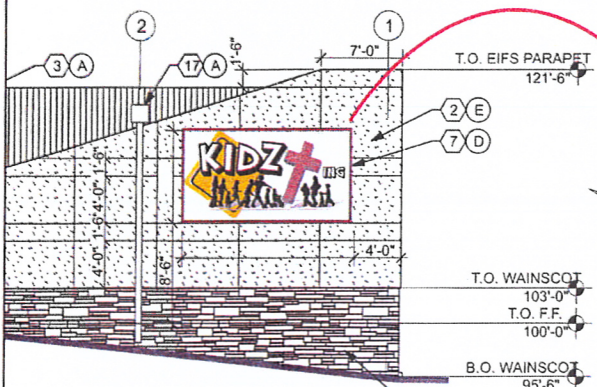 2
1
7'-0"
1'-6"
T.O. EIFS PARAPET
121'-6"
3 A
17 A
2 E
7 D
KIDZ
ING
1'-6"
4'-0"
1'-6"
4'-0"
8'-6"
4'-0"
T.O. WAINSCOT
103'-0"
T.O. F.F.
100'-0"
B.O. WAINSCOT
95'-6"